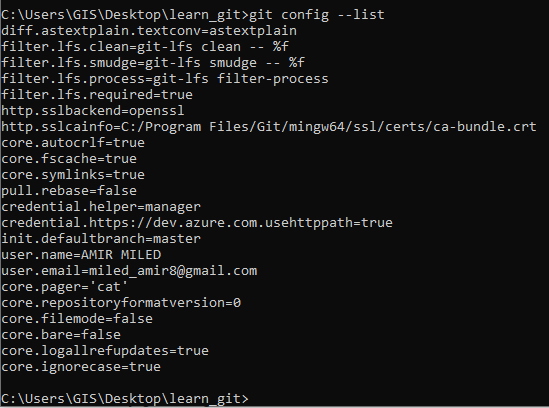 C:\Users\GIS\Desktop\learn_git>git config --list
diff.astextplain.textconv=astextplain
filter.lfs.clean=git-lfs clean -- %f
filter.lfs.smudge=git-lfs smudge -- %f
filter.lfs.process=git-lfs filter-process
filter.lfs.required=true
http.sslbackend=openssl
http.sslcainfo=C:/Program Files/Git/mingw64/ssl/certs/ca-bundle.crt
core.autocrlf=true
core.fscache=true
core.symlinks=true
pull.rebase=false
credential.helper=manager
credential.https://dev.azure.com.usehttppath=true
init.defaultbranch=master
user.name=AMIR MILED
user.email=miled_amir8@gmail.com
core.pager='cat'
core.repositoryformatversion=0
core.filemode=false
core.bare=false
core.logallrefupdates=true
core.ignorecase=true
C:\Users\GIS\Desktop\learn_git>